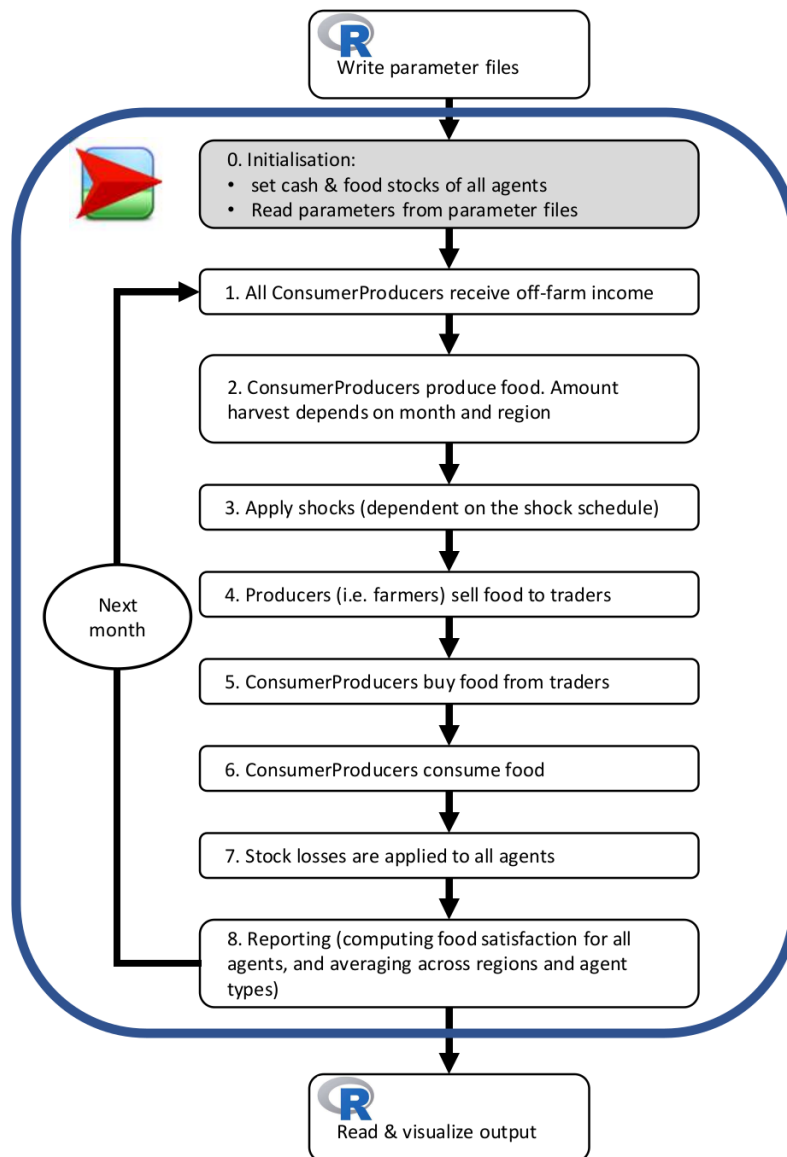 R
Write parameter files
0. Initialisation:
• set cash & food stocks of all agents
• Read parameters from parameter files
1. All ConsumerProducers receive off-farm income
2. ConsumerProducers produce food. Amount
harvest depends on month and region
3. Apply shocks (dependent on the shock schedule)
4. Producers (i.e. farmers) sell food to traders
Next
month
5. ConsumerProducers buy food from traders
6. ConsumerProducers consume food
7. Stock losses are applied to all agents
8. Reporting (computing food satisfaction for all
agents, and averaging across regions and agent
types)
R
Read & visualize output